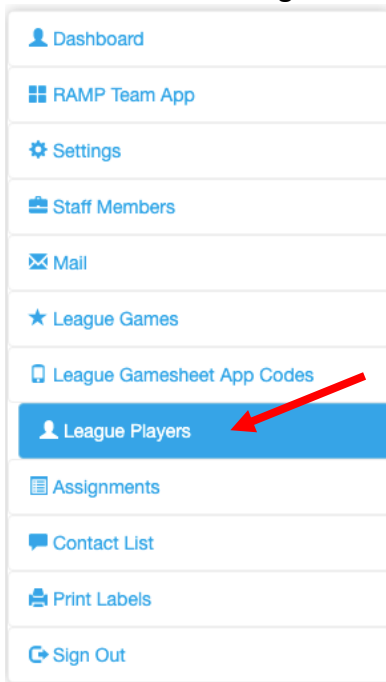 Dashboard
RAMP Team App
Settings
Staff Members
Mail
League Games
League Gamesheet App Codes
League Players
Assignments
Contact List
Print Labels
Sign Out